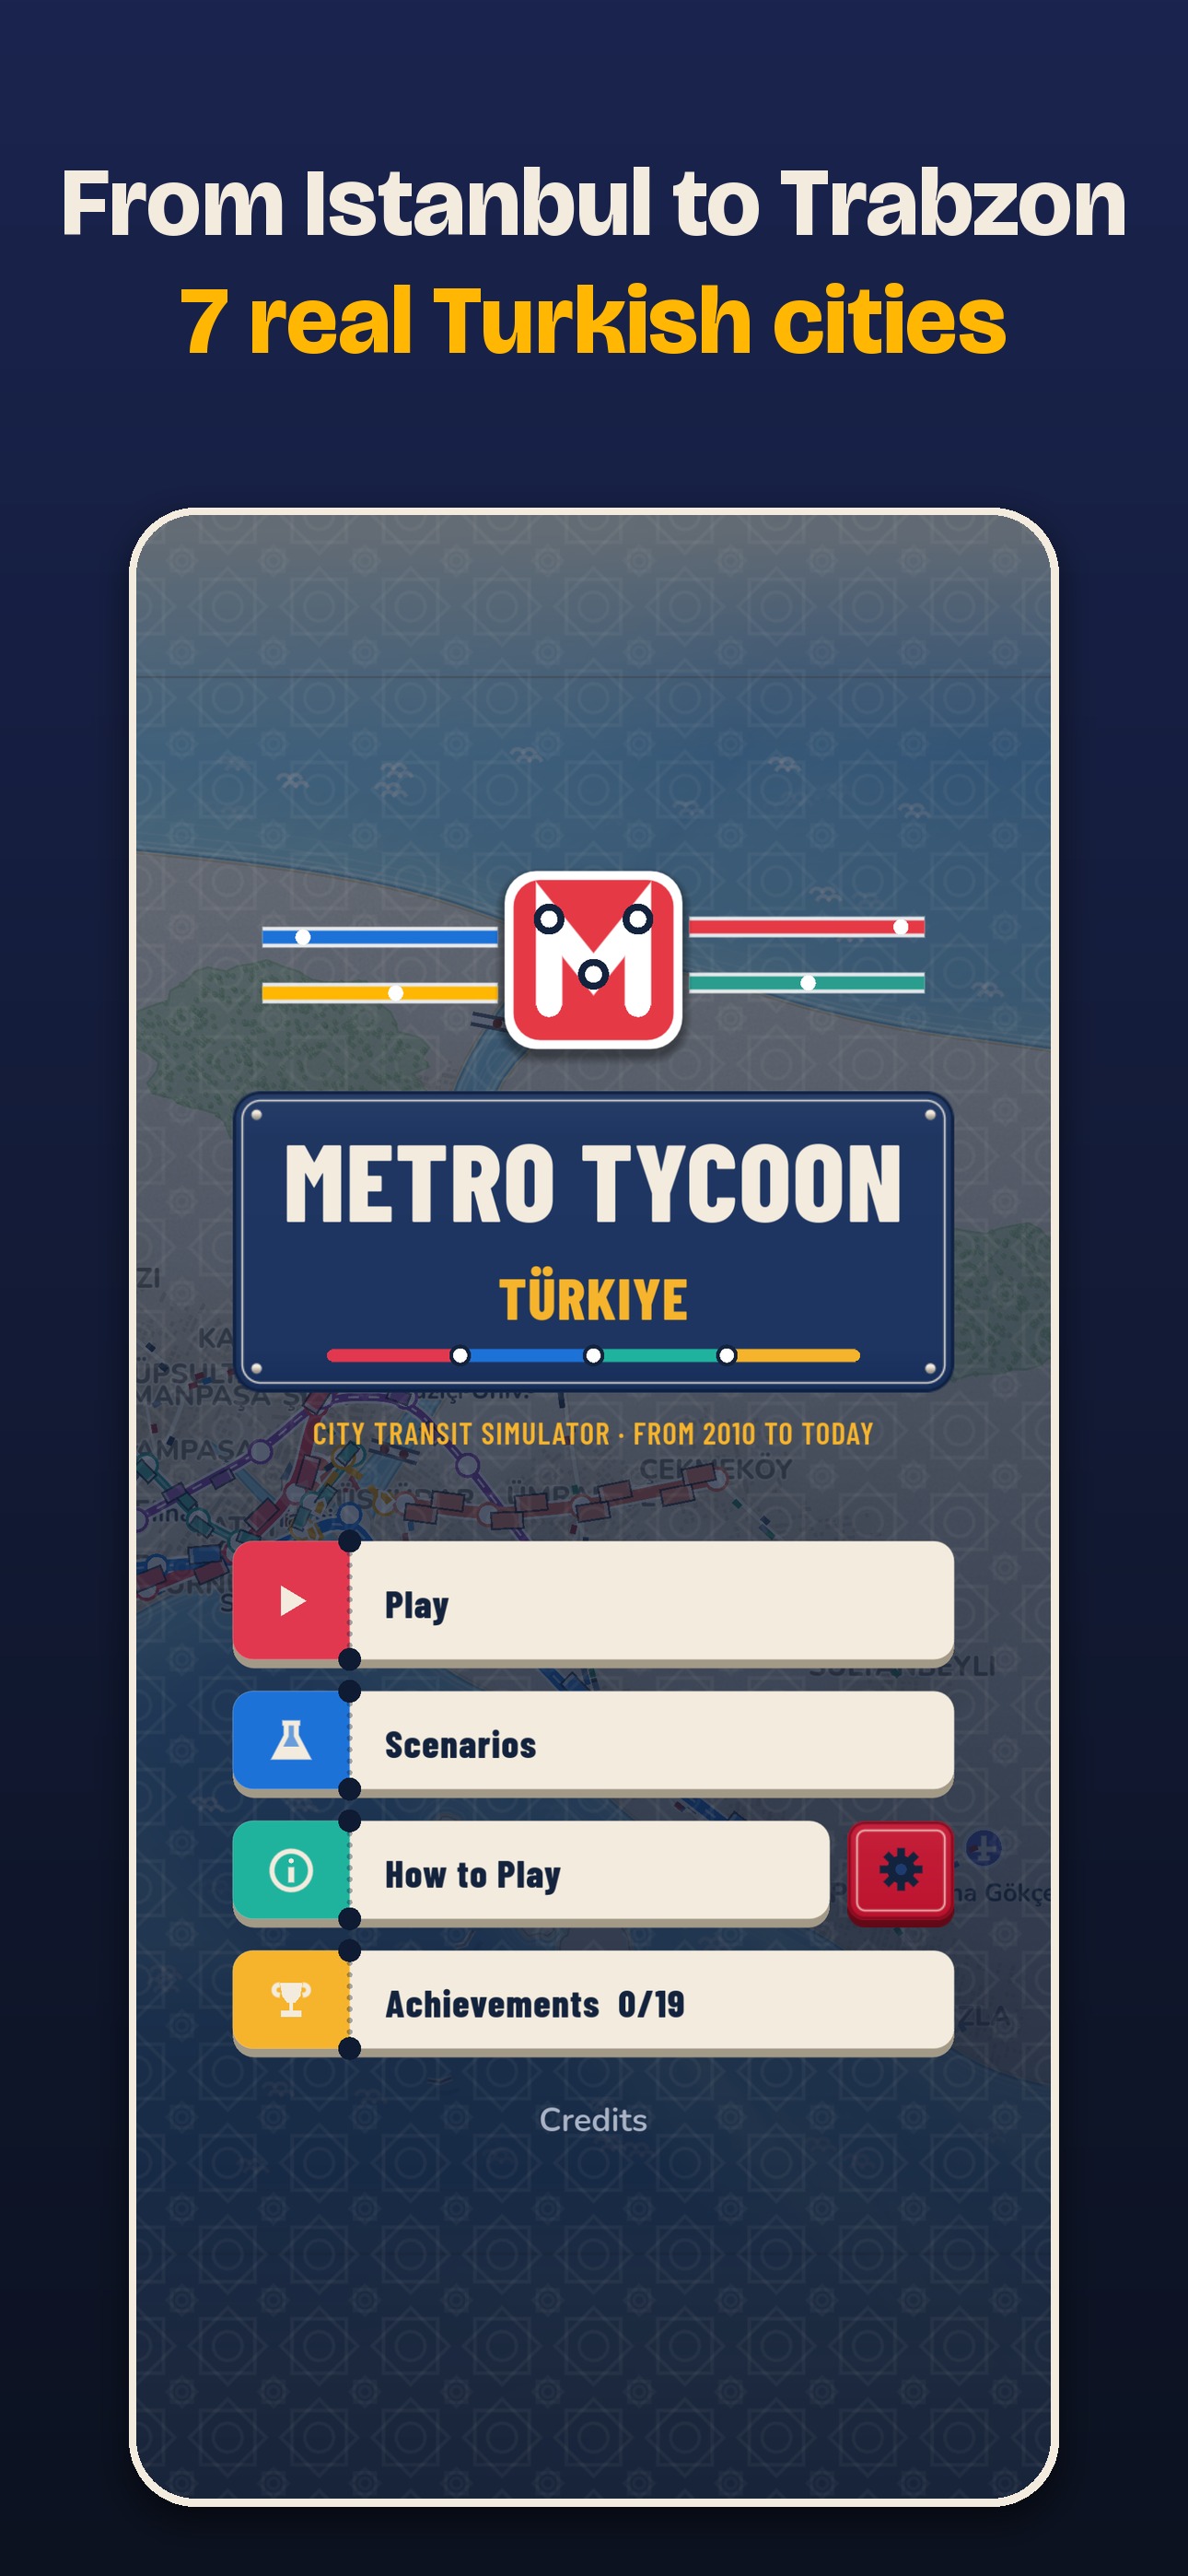 From Istanbul to Trabzon
7 real Turkish cities
M
METRO TYCOON
TÜRKIYE
CITY TRANSIT SIMULATOR · FROM 2010 TO TODAY
ÇEKMEKÖY
Play
SULTANBEYLI
Scenarios
How to Play
Achievements 0/19
Credits